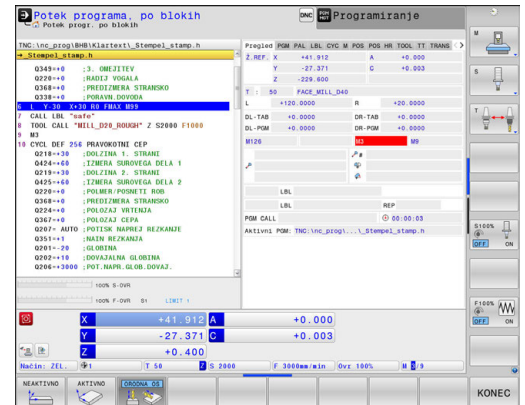 Potek programa, po blokih
Potek progr. po blokih
DNC
Programiranje
TNC:\nc_prog\BHB\Klartext\_Stempel_stamp.h
→_Stempel_stamp.h
Q349=+0 ;3. OMEJITEV
Q220=+0 ;RADIJ VOGALA
Q368=+0 ;PREDIZMERA STRANSKO
Q338=+0 ;PORAVN.DOVODA
6 L Y-30 X+30 R0 FMAX M99
7 CALL LBL "safe"
8 TOOL CALL "MILL_D20_ROUGH" Z S2000 F1000
9 M3
10 CYCL DEF 256 PRAVOKOTNI CEP
Q218=+30 ;DOLZINA 1. STRANI
Q424=+60 ;IZMERA SUROVEGA DELA 1
Q219=+30 ;DOLZINA 2. STRANI
Q425=+60 ;IZMERA SUROVEGA DELA 2
Q220=+0 ;POLMER/POSNETI ROB
Q368=+0 ;PREDIZMERA STRANSKO
Q224=+0 ;POLOZAJ VRTENJA
Q367=+0 ;POLOZAJ CEPA
Q207= AUTO ;POTISK NAPREJ REZKANJE
Q351=+1 ;NAIN REZKANJA
Q201=-20 ;GLOBINA
Q202=+10 ;DOVAJALNA GLOBINA
Q206=+3000 ;POT.NAPR.GLOB.DOVAJ.
100% S-OVR
100% F-OVR S1 LIMIT 1
Pregled PGM PAL LBL CYC M POS POS HR TOOL TT TRANS
Ž.REF. X +41.912 A +0.000
Y -27.371 C +0.003
Z -229.600
T : 50 FACE_MILL_D40
L +120.0000 R +20.0000
DL-TAB +0.0000 DR-TAB +0.0000
DL-PGM +0.0000 DR-PGM +0.0000
M126 M3 M9
LBL
LBL REP
PGM CALL 00:00:03
Aktivni PGM: TNC:\nc_prog\...\_Stempel_stamp.h
X +41.912 A +0.000
Y -27.371 C +0.003
Z +0.400
Način: ŽEL. 1 T 50 Z S 2000 F 3000mm/min Ovr 100% M 3/9
NEAKTIVNO
AKTIVNO
ORODNA OS
KONEC
M
S
T
S100%
OFF ON
F100%
OFF ON